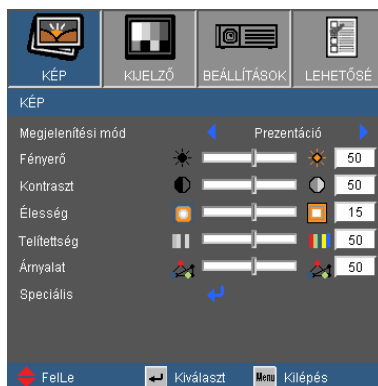 KÉP KIJELZŐ BEÁLLÍTÁSOK LEHETŐSÉ
KÉP
Megjelenítési mód Prezentáció
Fényerő 50
Kontraszt 50
Élesség 15
Telítettség 50
Árnyalat 50
Speciális
FelLe Kiválaszt Menu Kilépés